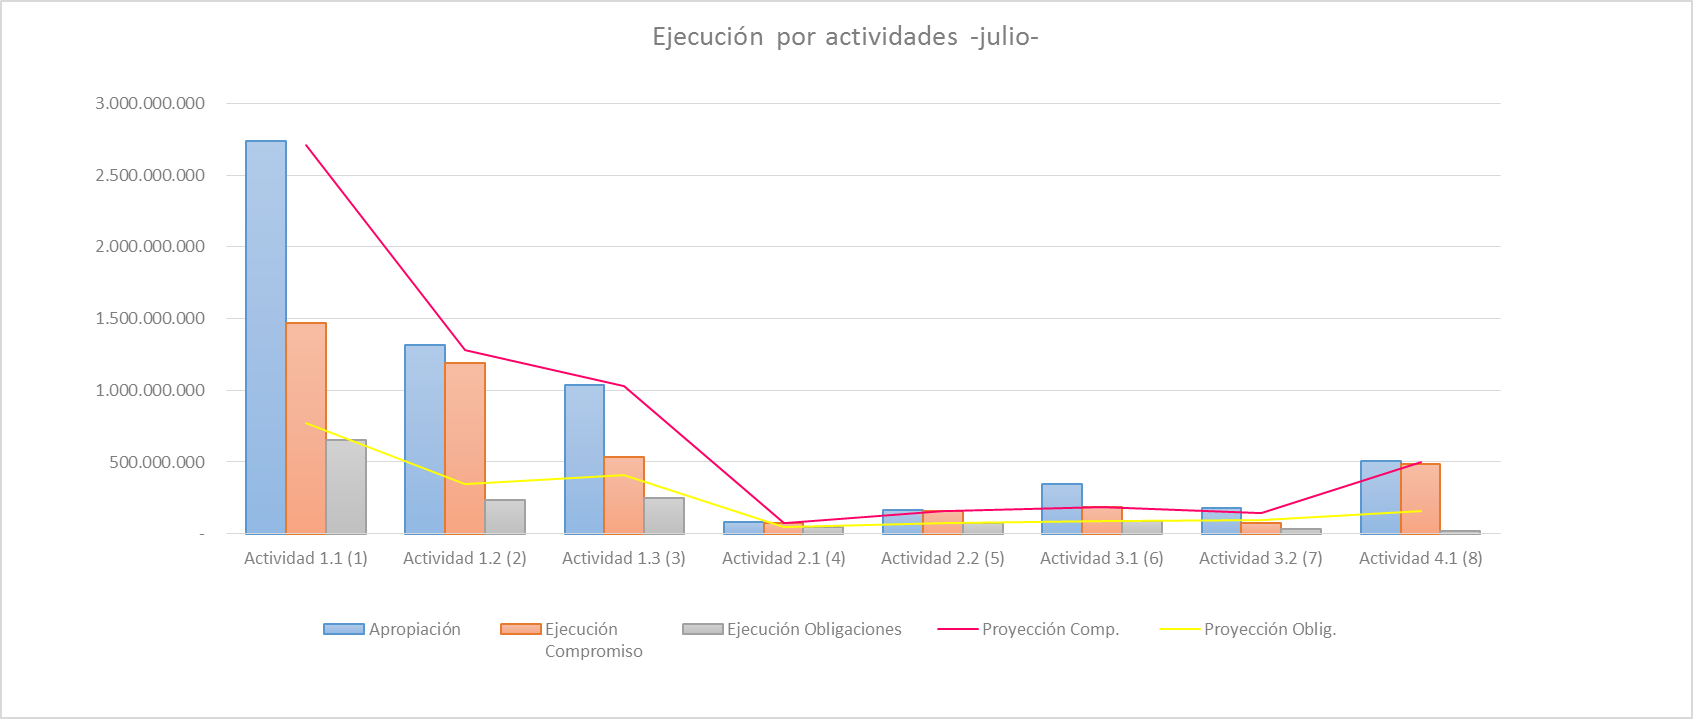 Ejecución por actividades -julio-
3.000.000.000
2.500.000.000
2.000.000.000
1.500.000.000
1.000.000.000
500.000.000
-
Actividad 1.1 (1) Actividad 1.2 (2) Actividad 1.3 (3) Actividad 2.1 (4) Actividad 2.2 (5) Actividad 3.1 (6) Actividad 3.2 (7) Actividad 4.1 (8)
Apropiación Ejecución Ejecución Obligaciones Proyección Comp. Proyección Oblig.
Compromiso